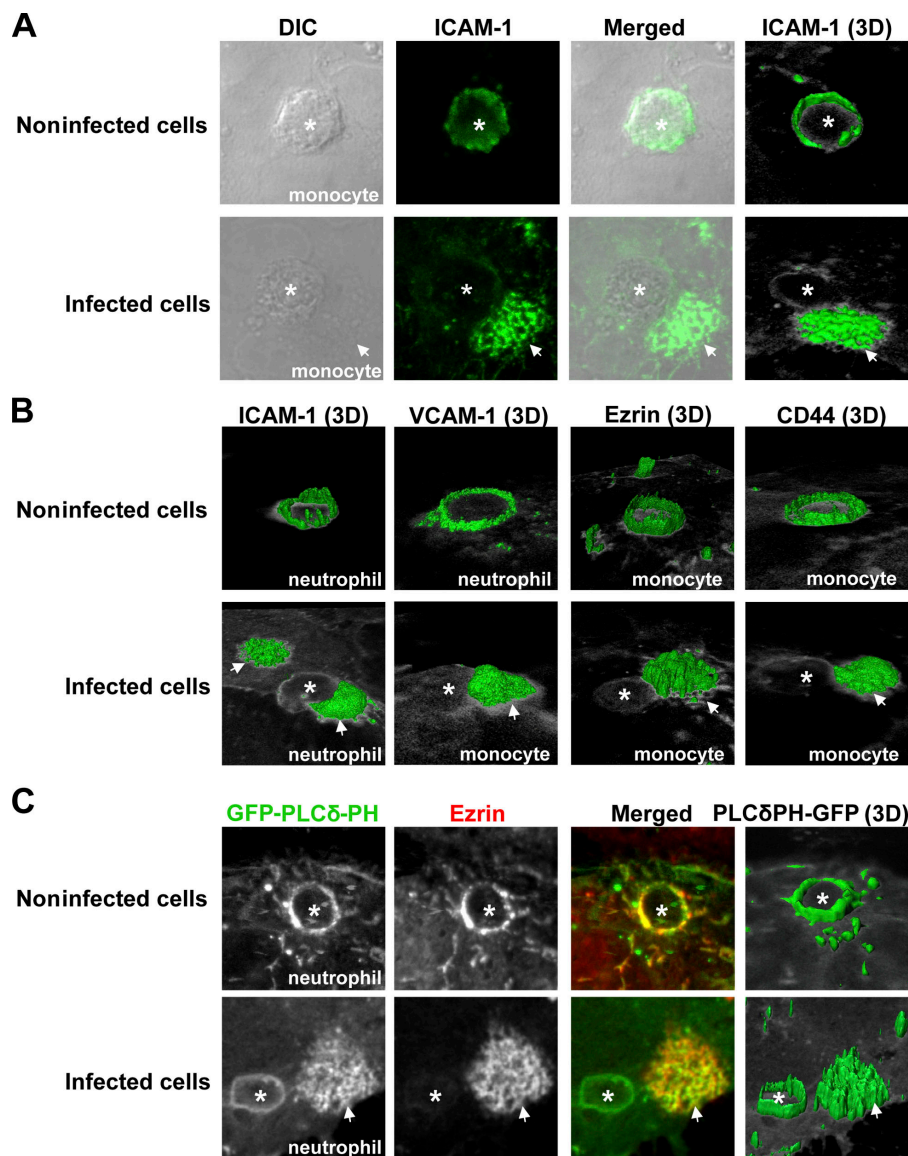 A
DIC ICAM-1 Merged ICAM-1 (3D)
Noninfected cells
*
*
*
*
monocyte
Infected cells
*
*
*
*
monocyte
B
ICAM-1 (3D) VCAM-1 (3D) Ezrin (3D) CD44 (3D)
Noninfected cells
neutrophil neutrophil monocyte monocyte
Infected cells
*
*
*
*
neutrophil monocyte monocyte monocyte
C
GFP-PLCδ-PH Ezrin Merged PLCδPH-GFP (3D)
Noninfected cells
*
*
*
*
neutrophil
Infected cells
*
*
*
*
neutrophil